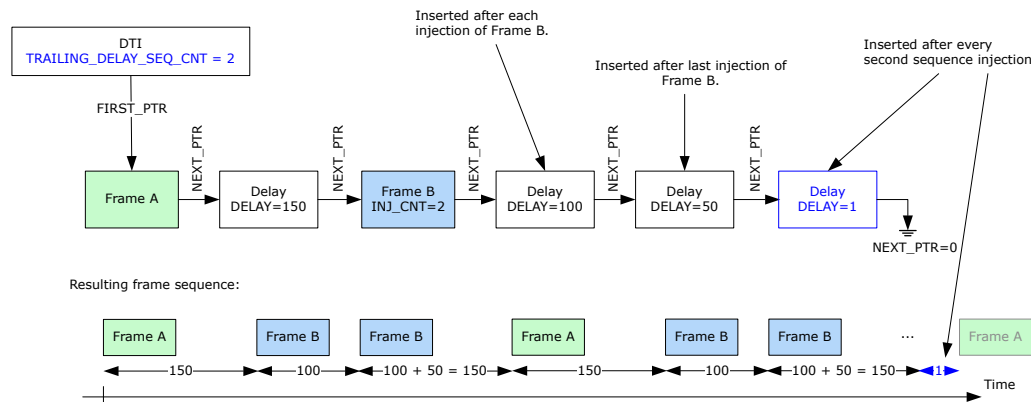 DTI
TRAILING_DELAY_SEQ_CNT = 2
Inserted after each
injection of Frame B.
Inserted after last injection of
Frame B.
Inserted after every
second sequence injection
FIRST_PTR
NEXT_PTR
NEXT_PTR
NEXT_PTR
NEXT_PTR
NEXT_PTR
Frame A
Delay
DELAY=150
Frame B
INJ_CNT=2
Delay
DELAY=100
Delay
DELAY=50
Delay
DELAY=1
NEXT_PTR=0
Resulting frame sequence:
Frame A
Frame B
Frame B
Frame A
Frame B
Frame B
...
Frame A
150
100
100 + 50 = 150
150
100
100 + 50 = 150
1
Time